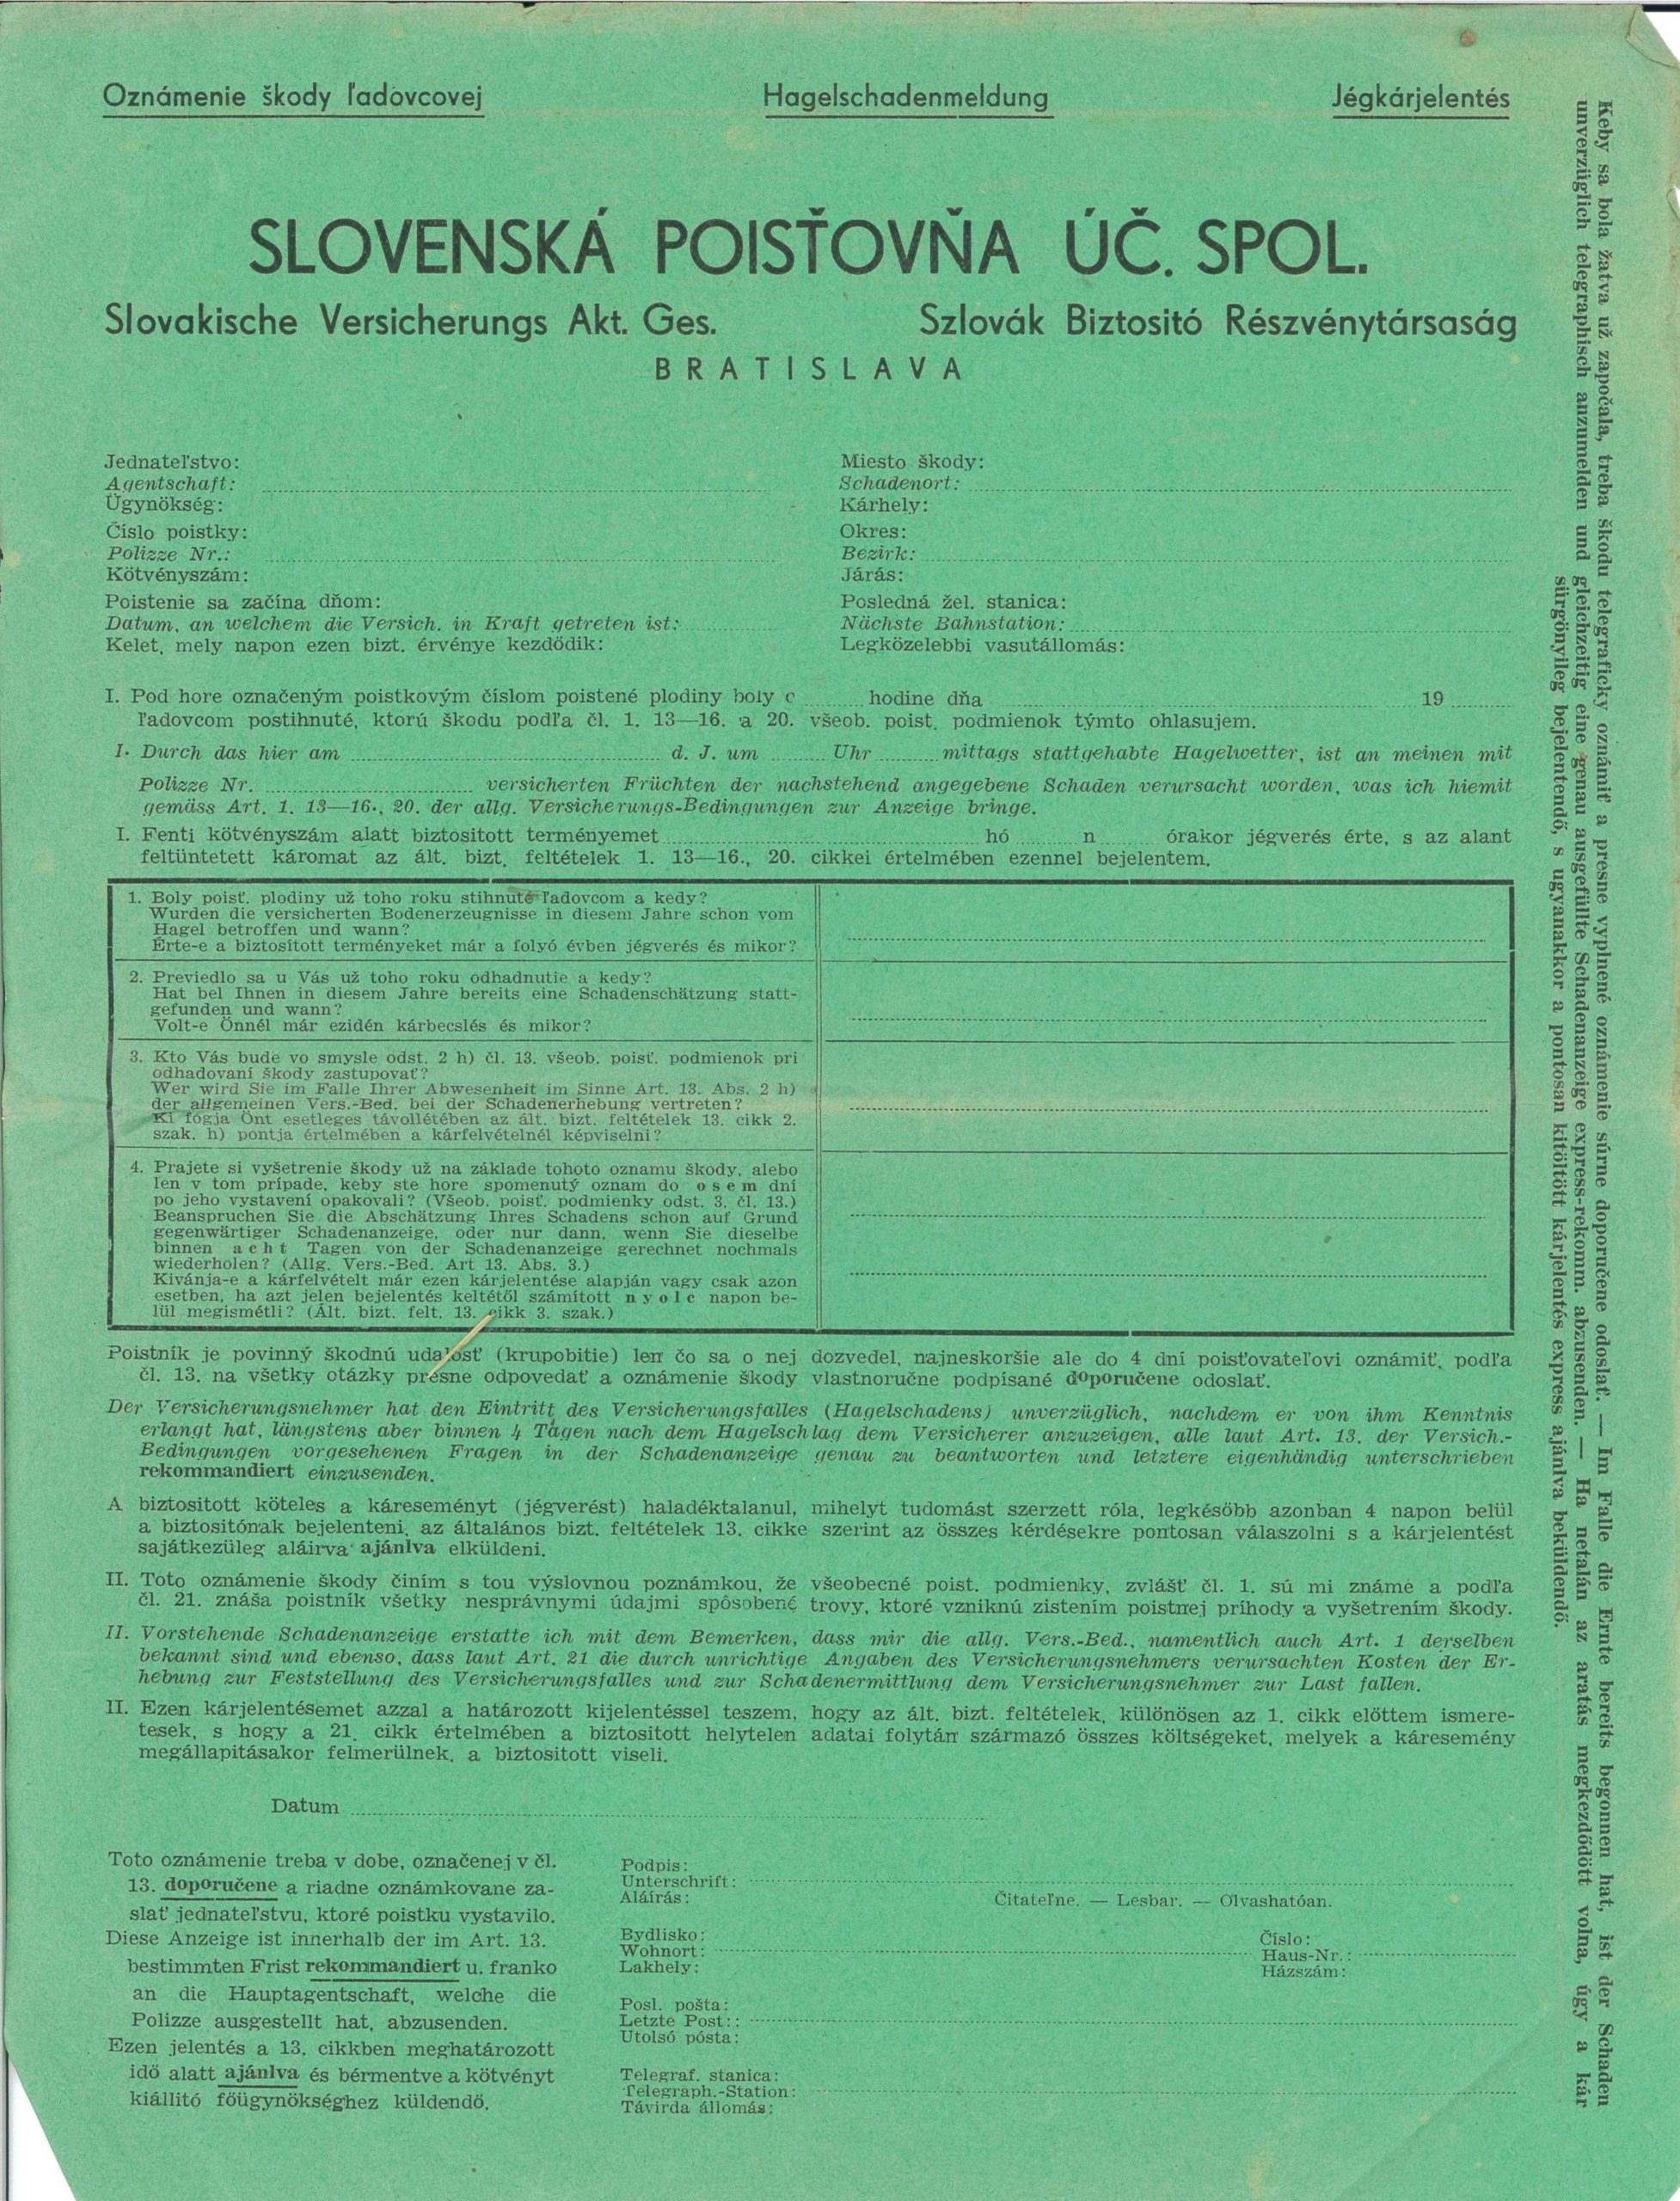 Oznámenie škody ľadovcovej
Hagelschadenmeldung
Jégkárjelentés
SLOVENSKÁ POISŤOVŇA ÚČ. SPOL.
Slovakische Versicherungs Akt. Ges.
Szlovák Biztositó Részvénytársaság
BRATISLAVA
Jednateľstvo:
Agentschaft:
Ügynökség:
Číslo poistky:
Polizze Nr.:
Kötvényszám:
Poistenie sa začína dňom:
Datum, an welchem die Versich. in Kraft getreten ist:
Kelet, mely napon ezen bizt. érvénye kezdődik:
Miesto škody:
Schadenort:
Kárhely:
Okres:
Bezirk:
Járás:
Posledná žel. stanica:
Nächste Bahnstation:
Legközelebbi vasutállomás:
I. Pod hore označeným poistkovým číslom poistené plodiny boly o hodine dňa 19
ľadovcom postihnuté, ktorú škodu podľa čl. 1. 13—16. a 20. všeob. poist. podmienok týmto ohlasujem.
I. Durch das hier am d. J. um Uhr mittags stattgehabte Hagelwetter, ist an meinen mit
Polizze Nr. versicherten Früchten der nachstehend angegebene Schaden verursacht worden, was ich hiemit
gemäss Art. 1. 13—16., 20. der allg. Versicherungs-Bedingungen zur Anzeige bringe.
I. Fenti kötvényszám alatt biztositott terményemet hó n órakor jégverés érte, s az alant
feltüntetett káromat az ált. bizt. feltételek 1. 13—16., 20. cikkei értelmében ezennel bejelentem.
1. Boly poisť. plodiny už toho roku stihnuté ľadovcom a kedy?
Wurden die versicherten Bodenerzeugnisse in diesem Jahre schon vom
Hagel betroffen und wann?
Érte-e a biztositott terményeket már a folyó évben jégverés és mikor?
2. Previedlo sa u Vás už toho roku odhadnutie a kedy?
Hat bel Ihnen in diesem Jahre bereits eine Schadenschätzung statt-
gefunden und wann?
Volt-e Önnél már ezidén kárbecslés és mikor?
3. Kto Vás bude vo smysle odst. 2 h) čl. 13. všeob. poisť. podmienok pri
odhadovaní škody zastupovať?
Wer wird Sie im Falle Ihrer Abwesenheit im Sinne Art. 13. Abs. 2 h)
der allgemeinen Vers.-Bed. bei der Schadenerhebung vertreten?
Ki fogja Önt esetleges távollétében az ált. bizt. feltételek 13. cikk 2.
szak. h) pontja értelmében a kárfelvételnél képviselni?
4. Prajete si vyšetrenie škody už na základe tohoto oznamu škody, alebo
len v tom prípade, keby ste hore spomenutý oznam do osem dní
po jeho vystavení opakovali? (Všeob. poisť. podmienky odst. 3. čl. 13.)
Beanspruchen Sie die Abschätzung Ihres Schadens schon auf Grund
gegenwärtiger Schadenanzeige, oder nur dann, wenn Sie dieselbe
binnen acht Tagen von der Schadenanzeige gerechnet nochmals
wiederholen? (Allg. Vers.-Bed. Art 13. Abs. 3.)
Kivánja-e a kárfelvételt már ezen kárjelentése alapján vagy csak azon
esetben, ha azt jelen bejelentés keltétől számított nyolc napon be-
lül megismétli? (Ált. bizt. felt. 13. cikk 3. szak.)
Poistník je povinný škodnú udalosť (krupobitie) len čo sa o nej dozvedel, najneskoršie ale do 4 dní poisťovateľovi oznámiť, podľa
čl. 13. na všetky otázky presne odpovedať a oznámenie škody vlastnoručne podpísané doporučene odoslať.
Der Versicherungsnehmer hat den Eintritt des Versicherungsfalles (Hagelschadens) unverzüglich, nachdem er von ihm Kenntnis
erlangt hat, längstens aber binnen 4 Tagen nach dem Hagelschlag dem Versicherer anzuzeigen, alle laut Art. 13. der Versich.-
Bedingungen vorgesehenen Fragen in der Schadenanzeige genau zu beantworten und letztere eigenhändig unterschrieben
rekommandiert einzusenden.
A biztositott köteles a káreseményt (jégverést) haladéktalanul, mihelyt tudomást szerzett róla, legkésöbb azonban 4 napon belül
a biztositónak bejelenteni, az általános bizt. feltételek 13. cikke szerint az összes kérdésekre pontosan válaszolni s a kárjelentést
sajátkezüleg aláirva ajánlva elküldeni.
II. Toto oznámenie škody činím s tou výslovnou poznámkou, že všeobecné poist. podmienky, zvlášť čl. 1. sú mi známe a podľa
čl. 21. znáša poistník všetky nesprávnymi údajmi spôsobené trovy, ktoré vzniknú zistením poistnej príhody a vyšetrením škody.
II. Vorstehende Schadenanzeige erstatte ich mit dem Bemerken, dass mir die allg. Vers.-Bed., namentlich auch Art. 1 derselben
bekannt sind und ebenso, dass laut Art. 21 die durch unrichtige Angaben des Versicherungsnehmers verursachten Kosten der Er-
hebung zur Feststellung des Versicherungsfalles und zur Schadenermittlung dem Versicherungsnehmer zur Last fallen.
II. Ezen kárjelentésemet azzal a határozott kijelentéssel teszem, hogy az ált. bizt. feltételek, különösen az 1. cikk előttem ismere-
tesek, s hogy a 21. cikk értelmében a biztositott helytelen adatai folytán származó összes költségeket, melyek a káresemény
megállapitásakor felmerülnek, a biztositott viseli.
Datum
Toto oznámenie treba v dobe, označenej v čl.
13. doporučene a riadne oznámkovane za-
slať jednateľstvu, ktoré poistku vystavilo.
Diese Anzeige ist innerhalb der im Art. 13.
bestimmten Frist rekommandiert u. franko
an die Hauptagentschaft, welche die
Polizze ausgestellt hat, abzusenden.
Ezen jelentés a 13. cikkben meghatározott
idő alatt ajánlva és bérmentve a kötvényt
kiállitó főügynökséghez küldendő.
Podpis:
Unterschrift:
Aláírás:
Čitateľne. — Lesbar. — Olvashatóan.
Bydlisko:
Wohnort:
Lakhely:
Číslo:
Haus-Nr.:
Házszám:
Posl. pošta:
Letzte Post::
Utolsó pósta:
Telegraf. stanica:
Telegraph.-Station:
Távirda állomás:
Keby sa bola žatva už započala, treba škodu telegraficky oznámiť a presne vyplnené oznámenie súrne doporučene odoslať. — Im Falle die Ernte bereits begonnen hat, ist der Schaden
unverzüglich telegraphisch anzumelden und gleichzeitig eine genau ausgefüllte Schadenanzeige express-rekomm. abzusenden. — Ha netalán az aratás megkezdődött volna, úgy a kár
sürgönyileg bejelentendő, s ugyanakkor a pontosan kitöltött kárjelentés express ajánlva beküldendő.